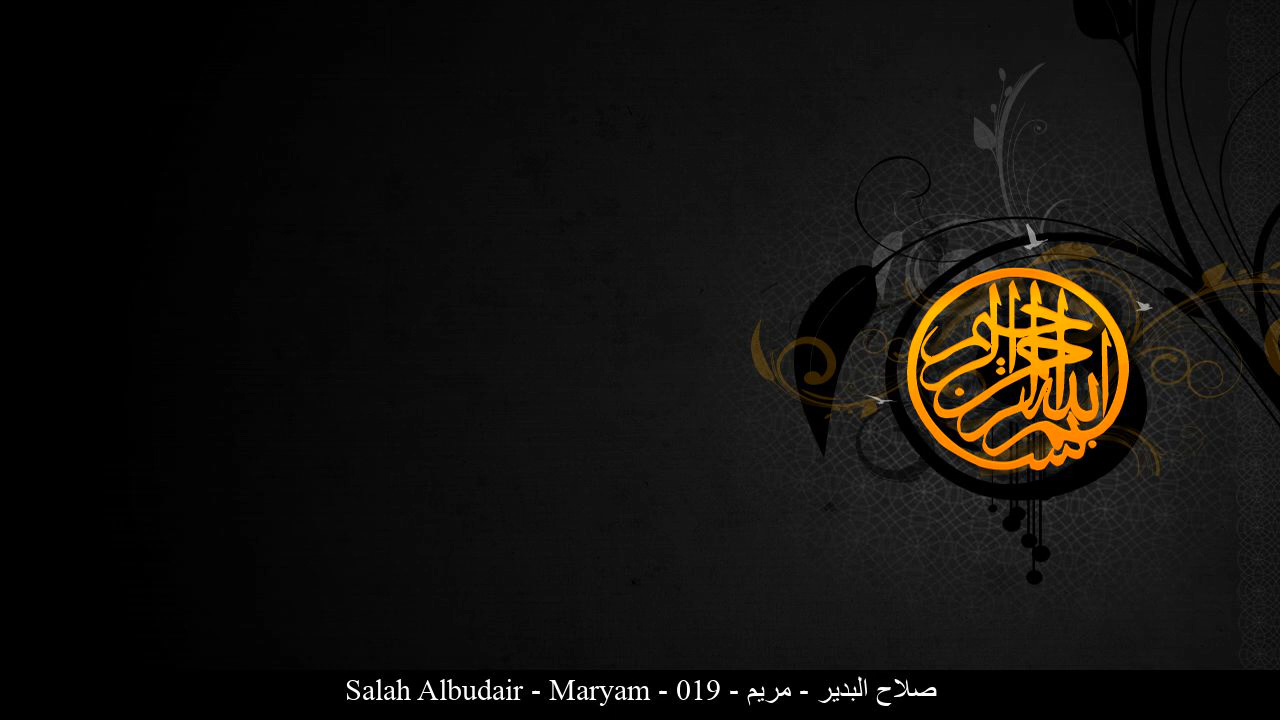 بسم الله الرحمن الرحيم
Salah Albudair - Maryam - 019 - صلاح البدير - مريم